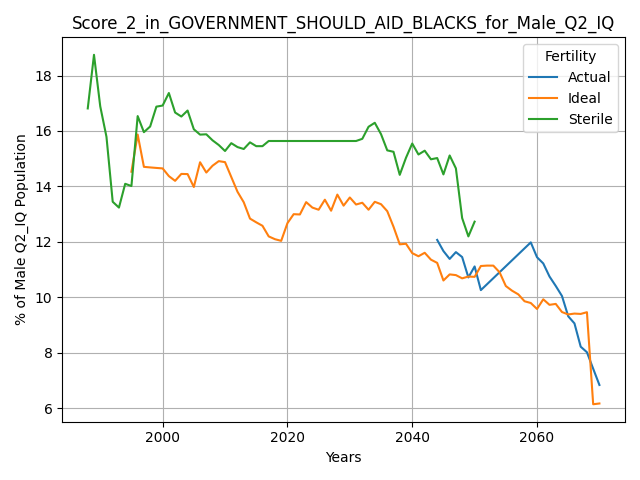 Score_2_in_GOVERNMENT_SHOULD_AID_BLACKS_for_Male_Q2_IQ
Fertility
Actual
Ideal
Sterile
% of Male Q2_IQ Population
18
16
14
12
10
8
6
2000
2020
2040
2060
Years